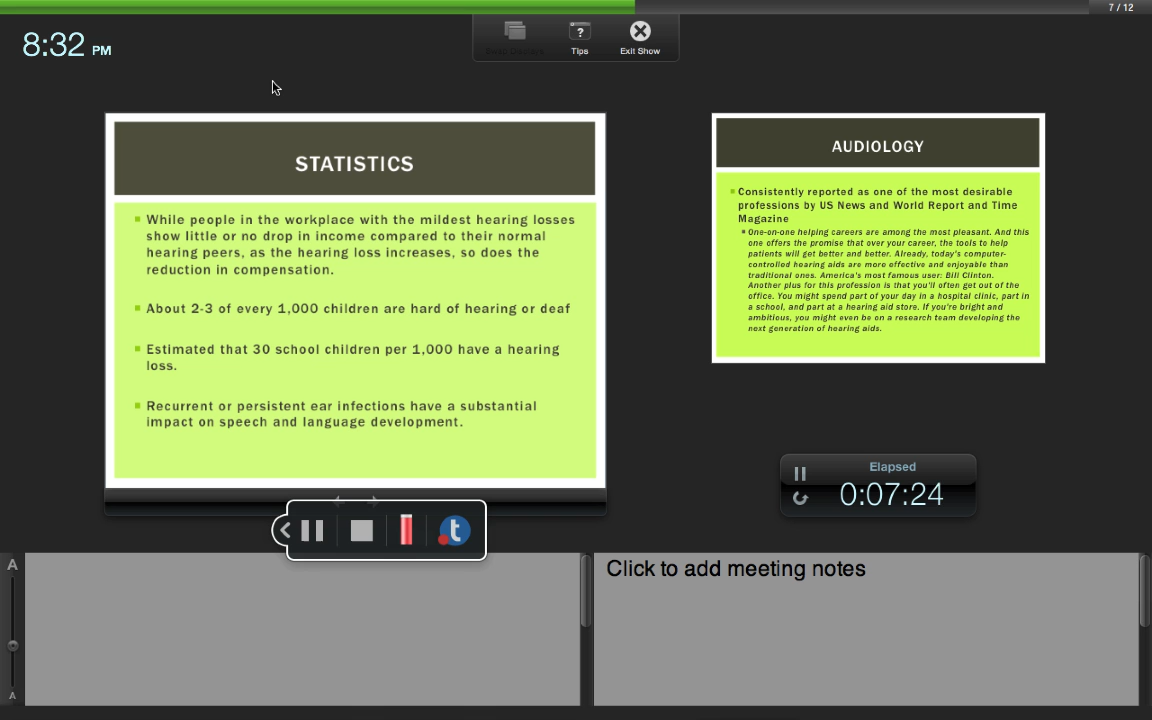 7 / 12
8:32 PM
Swap Displays
Tips
Exit Show
STATISTICS
While people in the workplace with the mildest hearing losses
show little or no drop in income compared to their normal
hearing peers, as the hearing loss increases, so does the
reduction in compensation.
About 2-3 of every 1,000 children are hard of hearing or deaf
Estimated that 30 school children per 1,000 have a hearing
loss.
Recurrent or persistent ear infections have a substantial
impact on speech and language development.
AUDIOLOGY
Consistently reported as one of the most desirable
professions by US News and World Report and Time
Magazine
One-on-one helping careers are among the most pleasant. And this
one offers the promise that over your career, the tools to help
patients will get better and better. Already, today's computer-
controlled hearing aids are more effective and enjoyable than
traditional ones. America's most famous user: Bill Clinton.
Another plus for this profession is that you'll often get out of the
office. You might spend part of your day in a hospital clinic, part in
a school, and part at a hearing aid store. If you're bright and
ambitious, you might even be on a research team developing the
next generation of hearing aids.
Elapsed
0:07:24
t
A
A
Click to add meeting notes